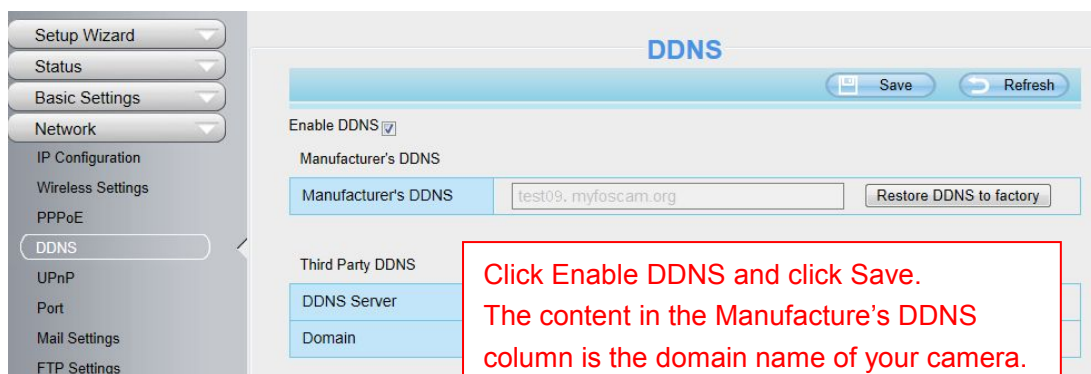 Setup Wizard
Status
Basic Settings
Network
IP Configuration
Wireless Settings
PPPoE
DDNS
UPnP
Port
Mail Settings
FTP Settings
DDNS
Save Refresh
Enable DDNS
Manufacturer's DDNS
Manufacturer's DDNS test09. myfoscam.org Restore DDNS to factory
Third Party DDNS
DDNS Server
Domain
Click Enable DDNS and click Save.
The content in the Manufacture’s DDNS
column is the domain name of your camera.